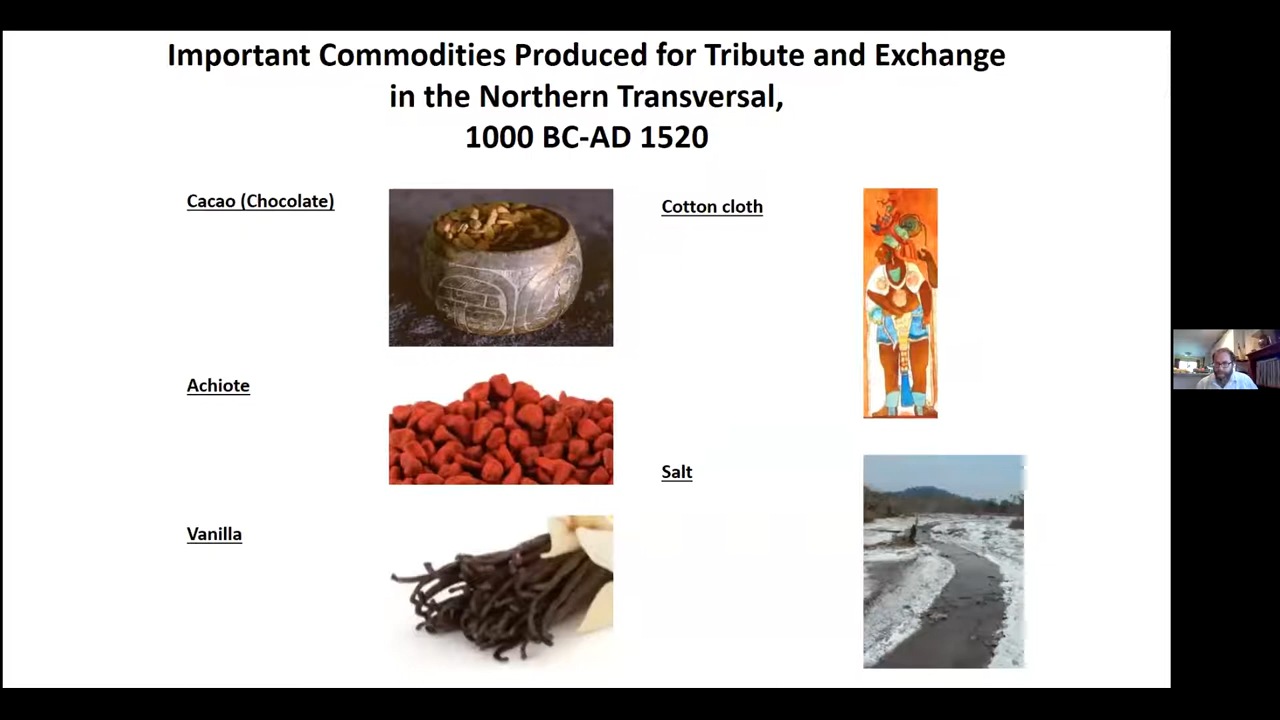 Important Commodities Produced for Tribute and Exchange
in the Northern Transversal,
1000 BC-AD 1520
Cacao (Chocolate)
Achiote
Vanilla
Cotton cloth
Salt